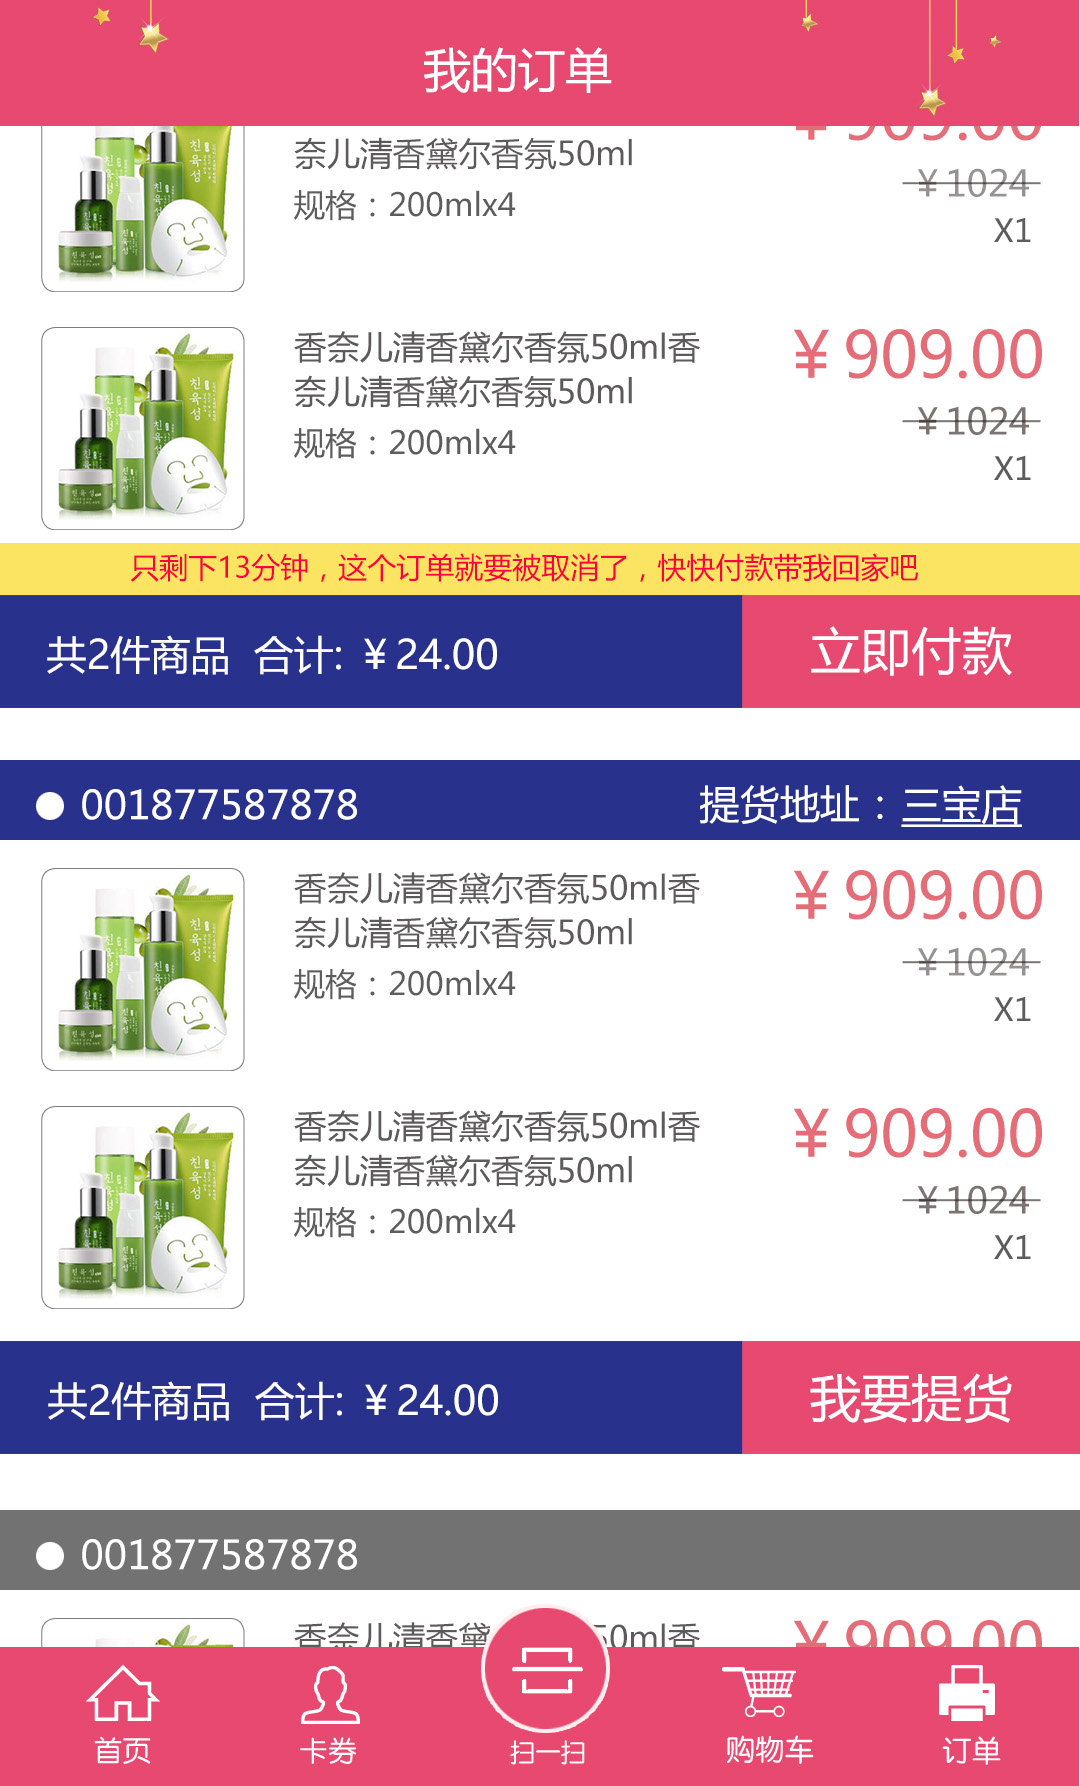 我的订单
¥ 909.00
奈儿清香黛尔香氛50ml
¥ 1024
规格：200mlx4
X1
香奈儿清香黛尔香氛50ml香
¥ 909.00
奈儿清香黛尔香氛50ml
¥ 1024
规格：200mlx4
X1
只剩下13分钟，这个订单就要被取消了，快快付款带我回家吧
共2件商品 合计: ¥ 24.00
立即付款
001877587878
提货地址：三宝店
香奈儿清香黛尔香氛50ml香
¥ 909.00
奈儿清香黛尔香氛50ml
¥ 1024
规格：200mlx4
X1
香奈儿清香黛尔香氛50ml香
¥ 909.00
奈儿清香黛尔香氛50ml
¥ 1024
规格：200mlx4
X1
共2件商品 合计: ¥ 24.00
我要提货
001877587878
香奈儿清香黛 50ml香
¥ 909.00
首页
卡券
扫一扫
购物车
订单